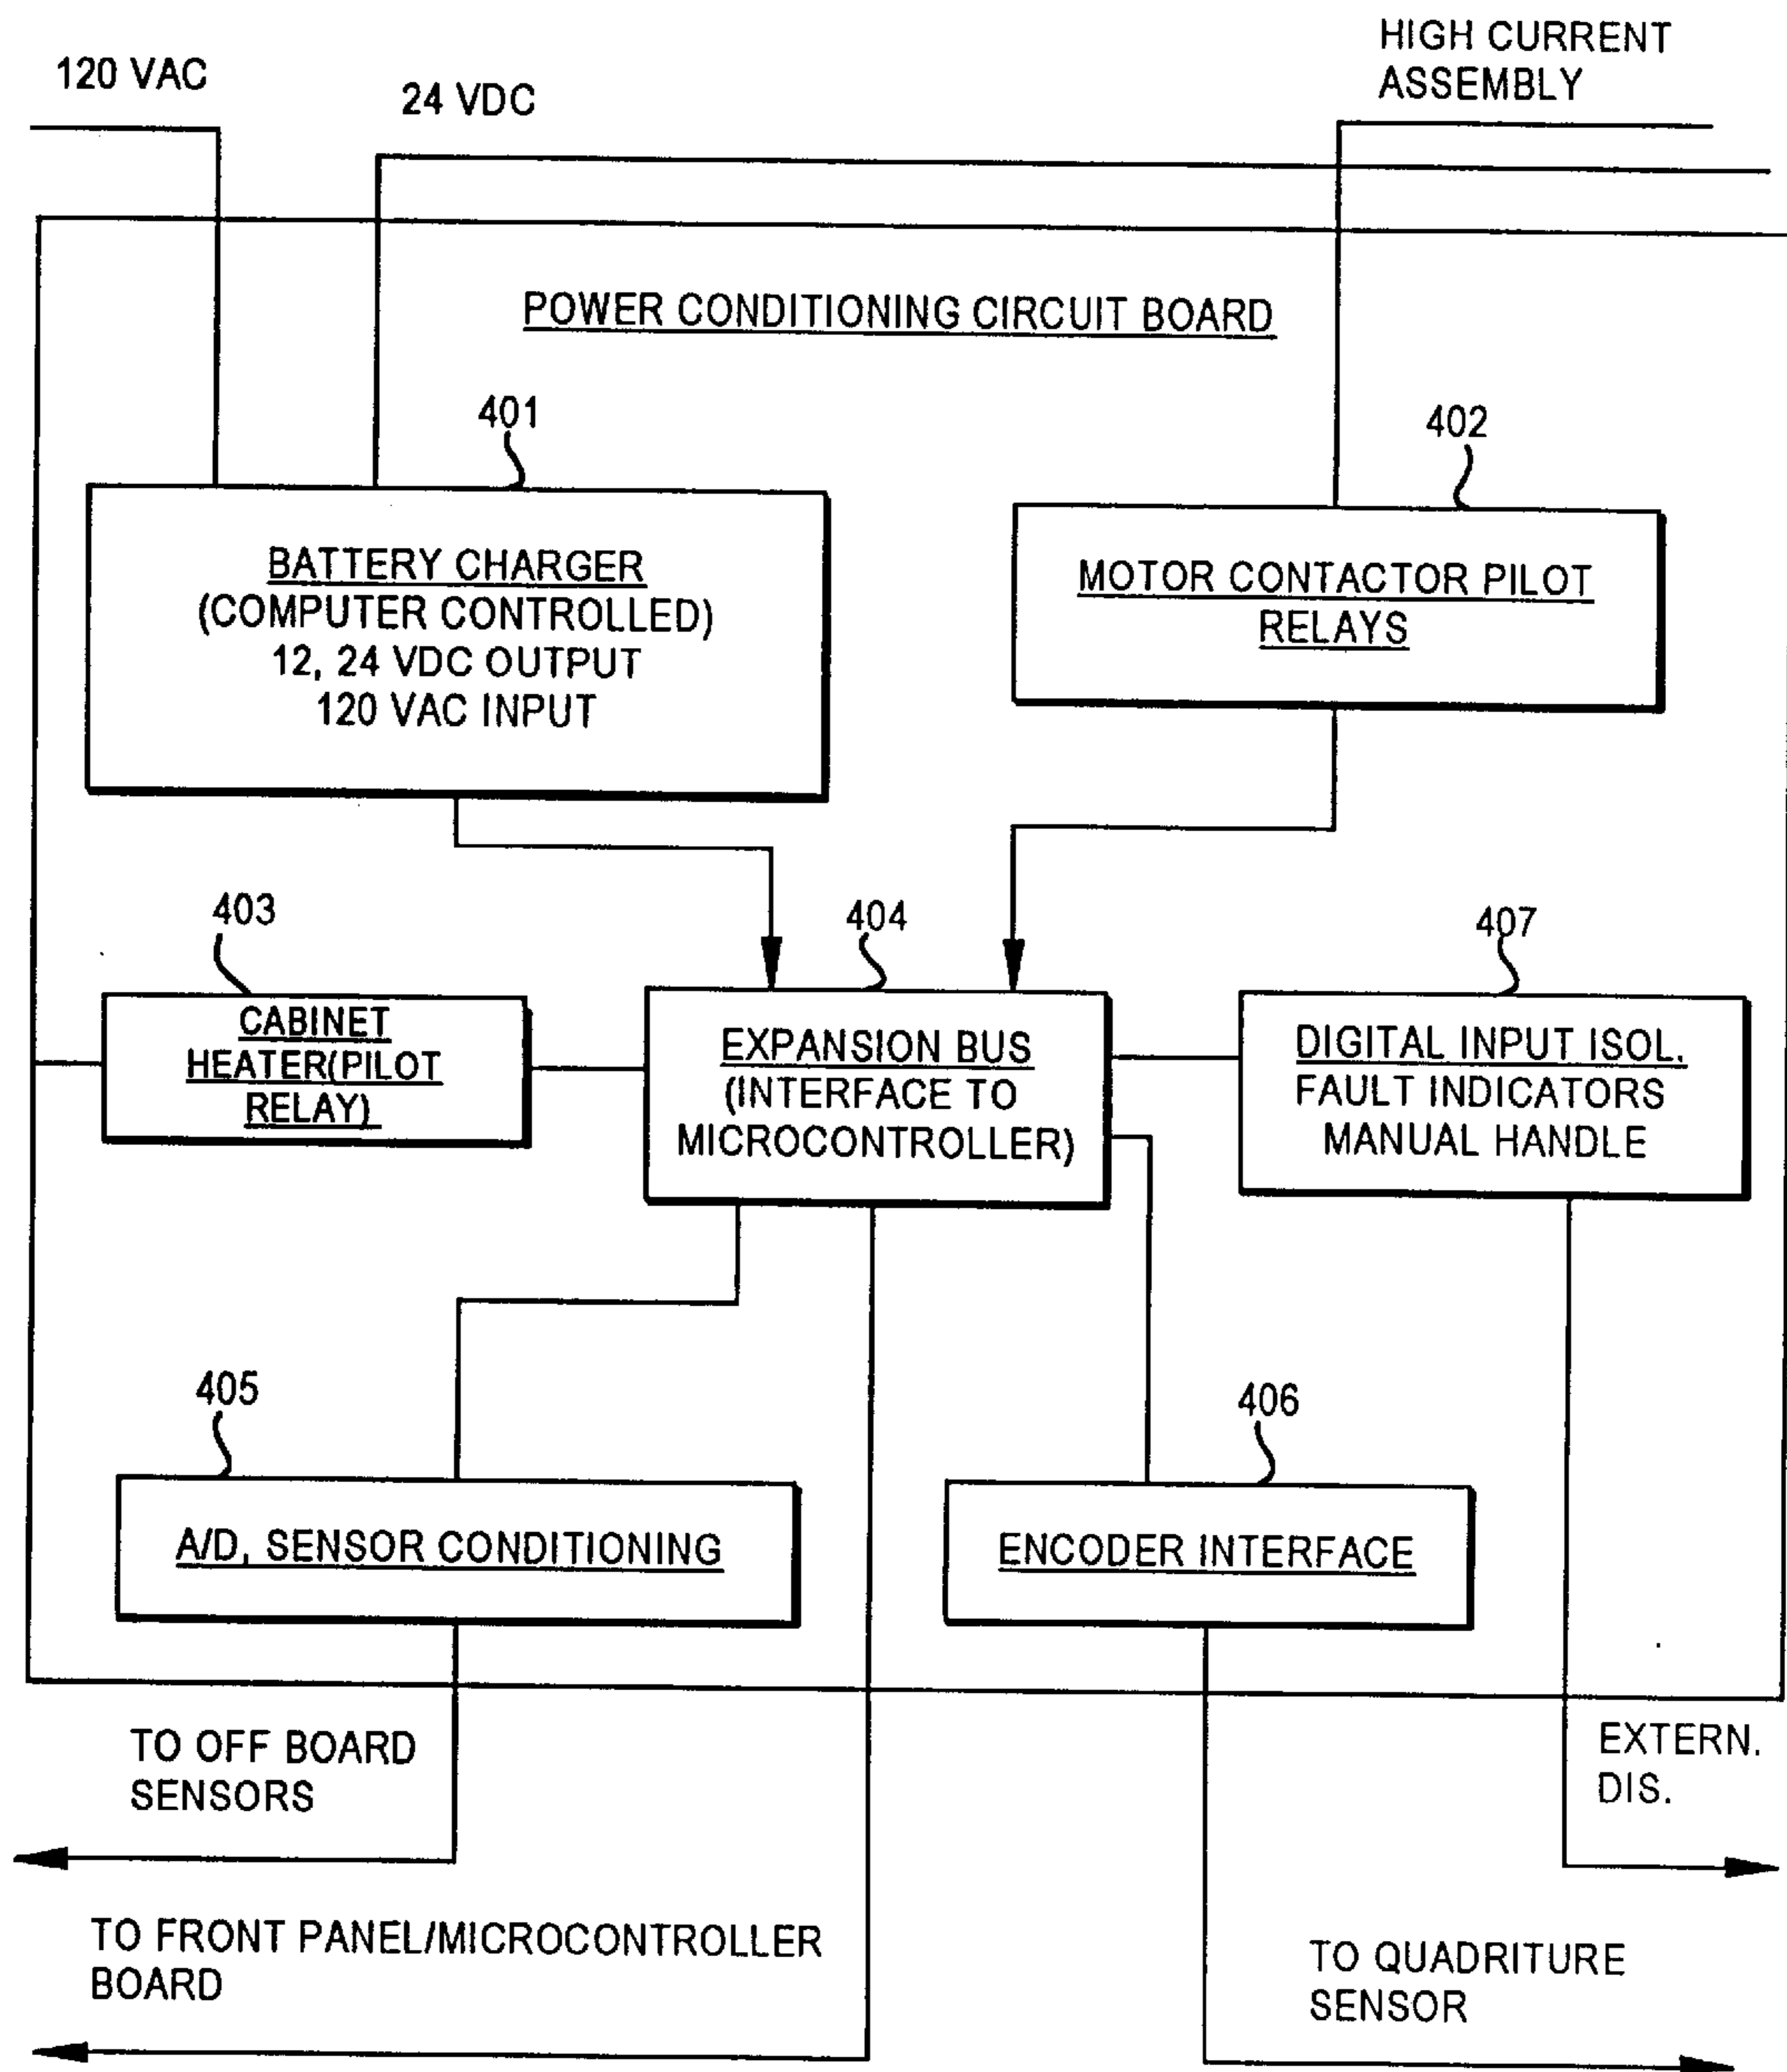 120 VAC
24 VDC
HIGH CURRENT
ASSEMBLY
POWER CONDITIONING CIRCUIT BOARD
401
402
BATTERY CHARGER
(COMPUTER CONTROLLED)
12, 24 VDC OUTPUT
120 VAC INPUT
MOTOR CONTACTOR PILOT
RELAYS
403
404
407
CABINET
HEATER(PILOT
RELAY)
EXPANSION BUS
(INTERFACE TO
MICROCONTROLLER)
DIGITAL INPUT ISOL.
FAULT INDICATORS
MANUAL HANDLE
405
406
A/D, SENSOR CONDITIONING
ENCODER INTERFACE
TO OFF BOARD
SENSORS
EXTERN.
DIS.
TO FRONT PANEL/MICROCONTROLLER
BOARD
TO QUADRITURE
SENSOR